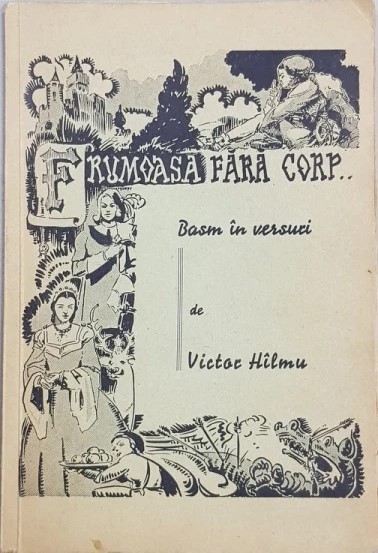 FRUMOASA FĂRĂ CORP..
Basm în versuri
de
Victor Hîlmu